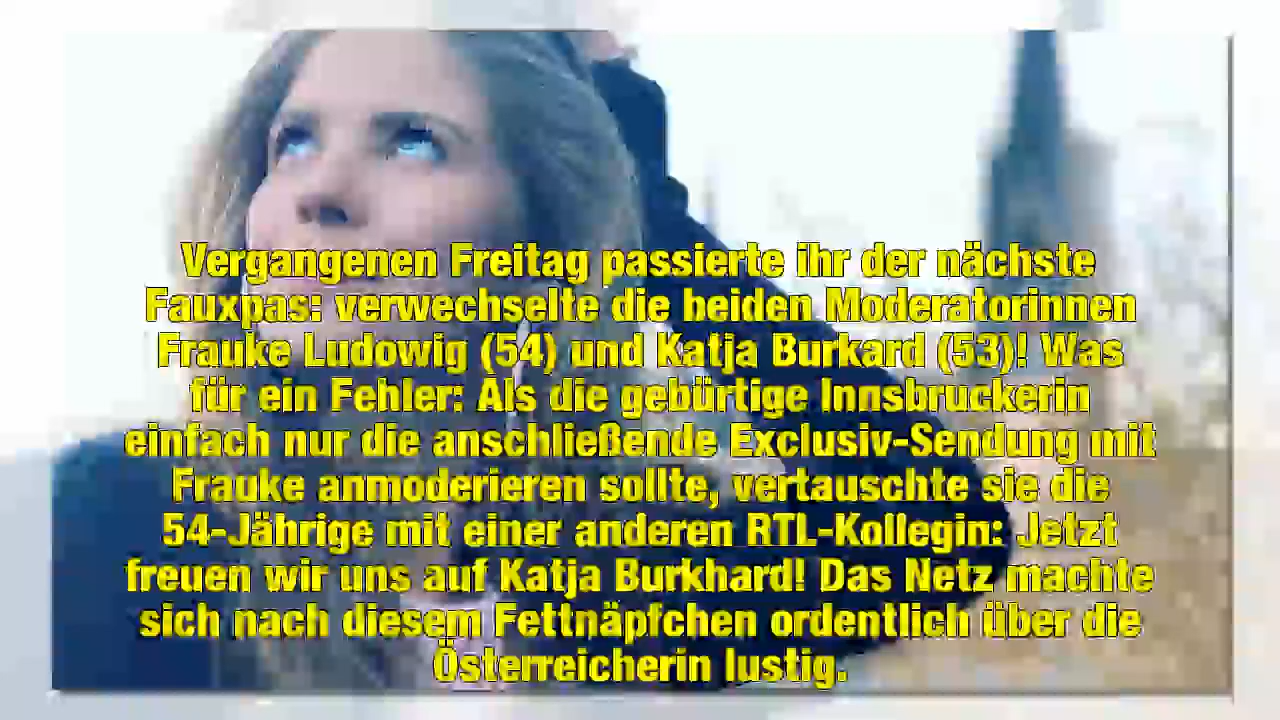 Vergangenen Freitag passierte ihr der nächste
Fauxpas: verwechselte die beiden Moderatorinnen
Frauke Ludowig (54) und Katja Burkard (53)! Was
für ein Fehler: Als die gebürtige Innsbruckerin
einfach nur die anschließende Exclusiv-Sendung mit
Frauke anmoderieren sollte, vertauschte sie die
54-Jährige mit einer anderen RTL-Kollegin: Jetzt
freuen wir uns auf Katja Burkhard! Das Netz machte
sich nach diesem Fettnäpfchen ordentlich über die
Österreicherin lustig.